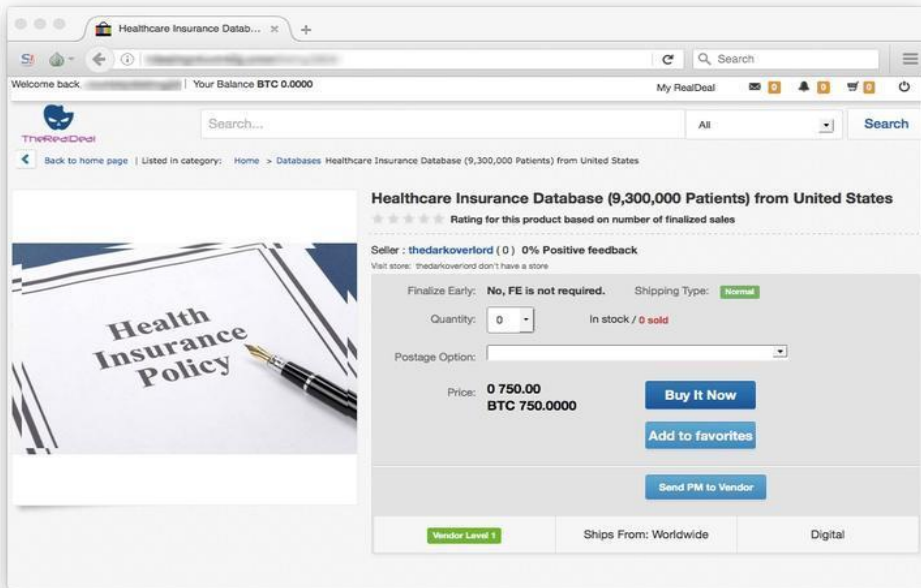 Healthcare Insurance Datab...
Search
Welcome back, | Your Balance BTC 0.0000
My RealDeal 0 0 0
TheRealDeal
Search...
All
Search
Back to home page | Listed in category: Home > Databases Healthcare Insurance Database (9,300,000 Patients) from United States
Healthcare Insurance Database (9,300,000 Patients) from United States
Rating for this product based on number of finalized sales
Seller : thedarkoverlord ( 0 ) 0% Positive feedback
Visit store: thedarkoverlord don't have a store
Finalize Early: No, FE is not required. Shipping Type: Normal
Quantity: 0 In stock / 0 sold
Postage Option:
Price: 0 750.00
BTC 750.0000
Buy It Now
Add to favorites
Send PM to Vendor
Vendor Level 1 Ships From: Worldwide Digital
Health
Insurance
Policy